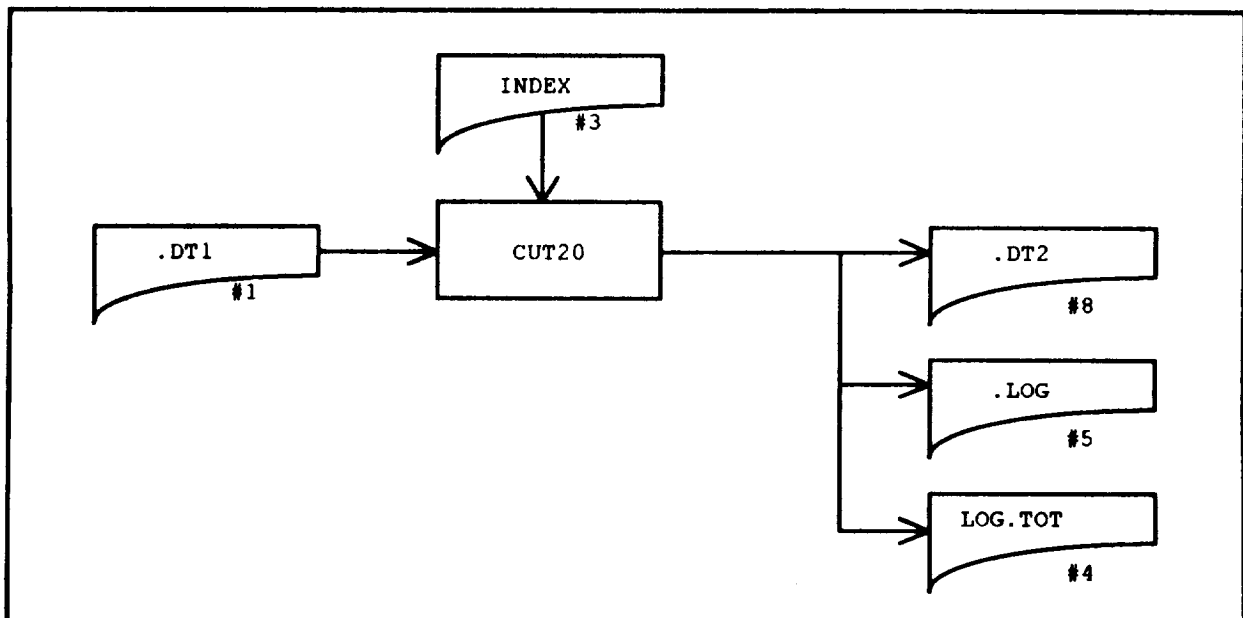 INDEX
#3
.DT1
#1
CUT20
.DT2
#8
.LOG
#5
LOG.TOT
#4